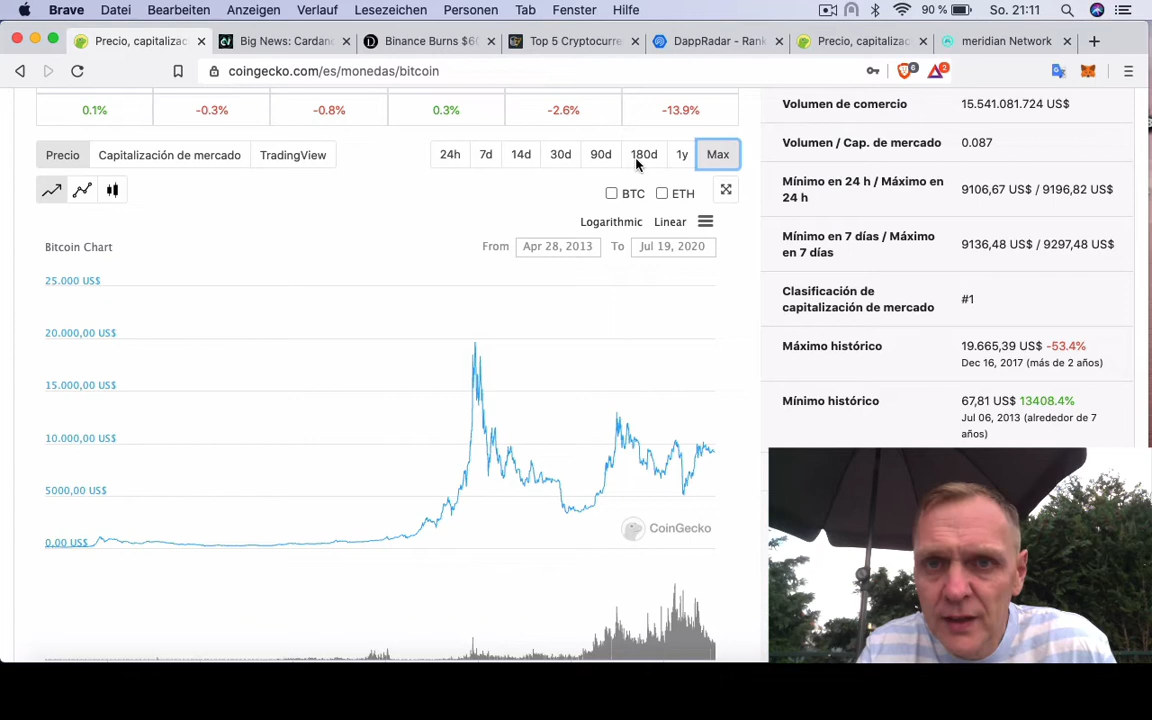 Brave Datei Bearbeiten Anzeigen Verlauf Lesezeichen Personen Tab Fenster Hilfe 90 % So. 21:11
Precio, capitalizac Big News: Cardano Binance Burns $60 Top 5 Cryptocurre DappRadar - Rank Precio, capitalizac meridian Network
coingecko.com/es/monedas/bitcoin 6 2
0.1% -0.3% -0.8% 0.3% -2.6% -13.9%
Precio Capitalización de mercado TradingView 24h 7d 14d 30d 90d 180d 1y Max
BTC ETH
Logarithmic Linear
Bitcoin Chart From Apr 28, 2013 To Jul 19, 2020
25.000 US$
20.000,00 US$
15.000,00 US$
10.000,00 US$
5000,00 US$
0,00 US$
CoinGecko
Volumen de comercio 15.541.081.724 US$
Volumen / Cap. de mercado 0.087
Mínimo en 24 h / Máximo en
24 h
9106,67 US$ / 9196,82 US$
Mínimo en 7 días / Máximo
en 7 días
9136,48 US$ / 9297,48 US$
Clasificación de
capitalización de mercado
#1
Máximo histórico 19.665,39 US$ -53.4%
Dec 16, 2017 (más de 2 años)
Mínimo histórico 67,81 US$ 13408.4%
Jul 06, 2013 (alrededor de 7
años)